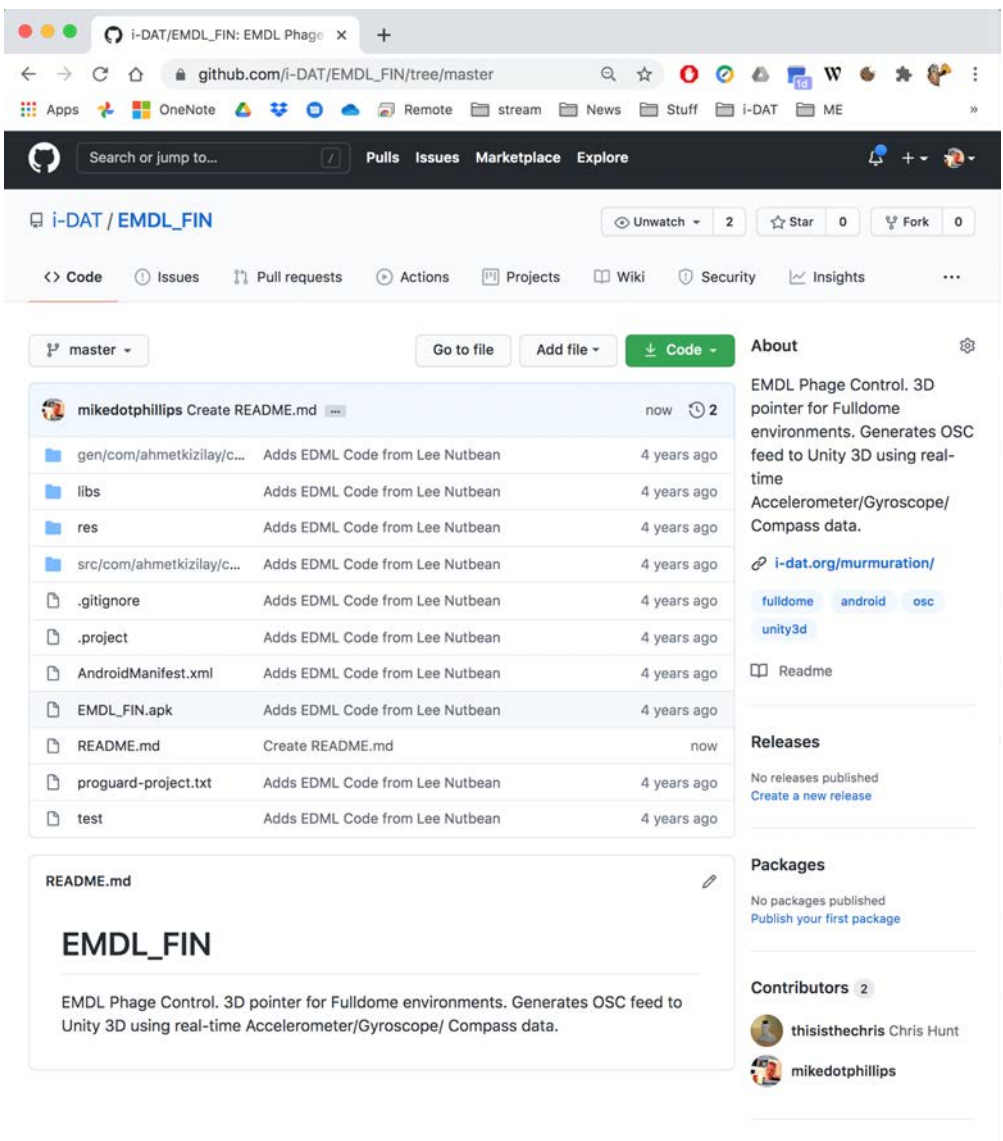 i-DAT/EMDL_FIN: EMDL Phage
github.com/i-DAT/EMDL_FIN/tree/master
1d
W
Apps OneNote Remote stream News Stuff i-DAT ME »
Search or jump to... / Pulls Issues Marketplace Explore
i-DAT / EMDL_FIN Unwatch 2 Star 0 Fork 0
<> Code Issues Pull requests Actions Projects Wiki Security Insights ...
master Go to file Add file Code
mikedotphillips Create README.md ... now 2
gen/com/ahmetkizilay/c... Adds EDML Code from Lee Nutbean 4 years ago
libs Adds EDML Code from Lee Nutbean 4 years ago
res Adds EDML Code from Lee Nutbean 4 years ago
src/com/ahmetkizilay/c... Adds EDML Code from Lee Nutbean 4 years ago
.gitignore Adds EDML Code from Lee Nutbean 4 years ago
.project Adds EDML Code from Lee Nutbean 4 years ago
AndroidManifest.xml Adds EDML Code from Lee Nutbean 4 years ago
EMDL_FIN.apk Adds EDML Code from Lee Nutbean 4 years ago
README.md Create README.md now
proguard-project.txt Adds EDML Code from Lee Nutbean 4 years ago
test Adds EDML Code from Lee Nutbean 4 years ago
README.md
EMDL_FIN
EMDL Phage Control. 3D pointer for Fulldome environments. Generates OSC feed to
Unity 3D using real-time Accelerometer/Gyroscope/ Compass data.
About
EMDL Phage Control. 3D
pointer for Fulldome
environments. Generates OSC
feed to Unity 3D using real-
time
Accelerometer/Gyroscope/
Compass data.
i-dat.org/murmuration/
fulldome android osc
unity3d
Readme
Releases
No releases published
Create a new release
Packages
No packages published
Publish your first package
Contributors 2
thisisthechris Chris Hunt
mikedotphillips